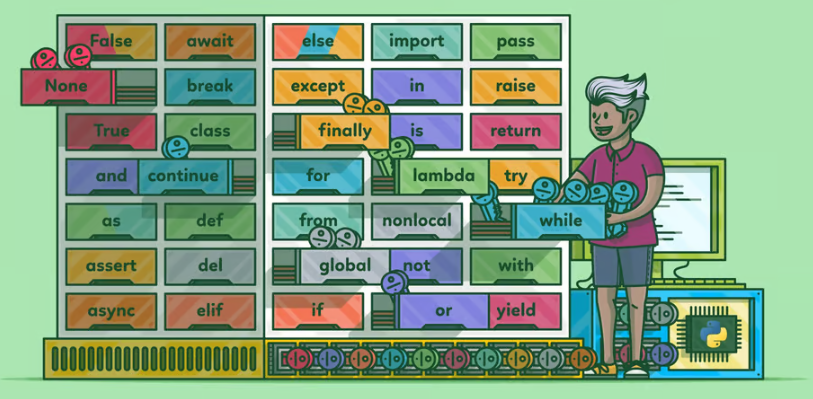 False await else import pass
None break except in raise
True class finally is return
and continue for lambda try
as def from nonlocal while
assert del global not with
async elif if or yield